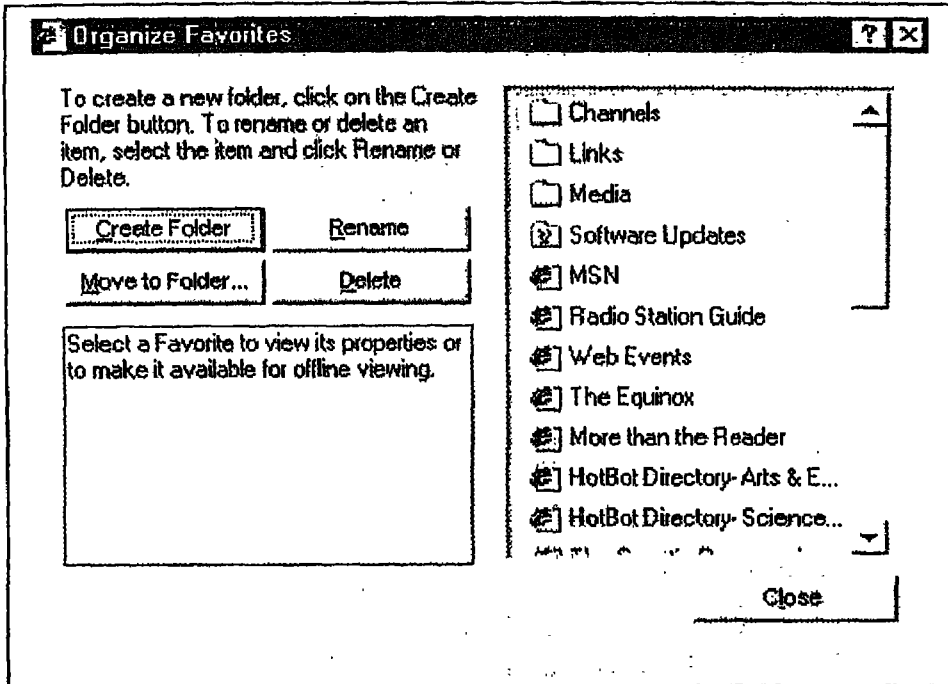 Organize Favorites
To create a new folder, click on the Create
Folder button. To rename or delete an
item, select the item and click Rename or
Delete.
Create Folder
Rename
Move to Folder...
Delete
Select a Favorite to view its properties or
to make it available for offline viewing.
Channels
Links
Media
Software Updates
MSN
Radio Station Guide
Web Events
The Equinox
More than the Reader
HotBot Directory- Arts & E...
HotBot Directory- Science...
Close